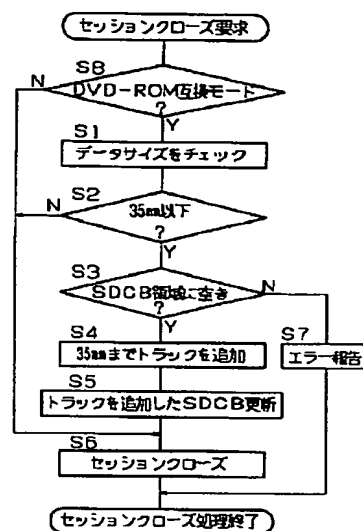 セッションクローズ要求
S8
N
DVD-ROM互換モード
?
S1
Y
データサイズをチェック
S2
N
35mm以下
?
Y
S3
N
SDCB領域に空き
?
S4
Y
S7
35mmまでトラックを追加
エラー報告
S5
トラックを追加したSDCB更新
S6
セッションクローズ
セッションクローズ処理終了